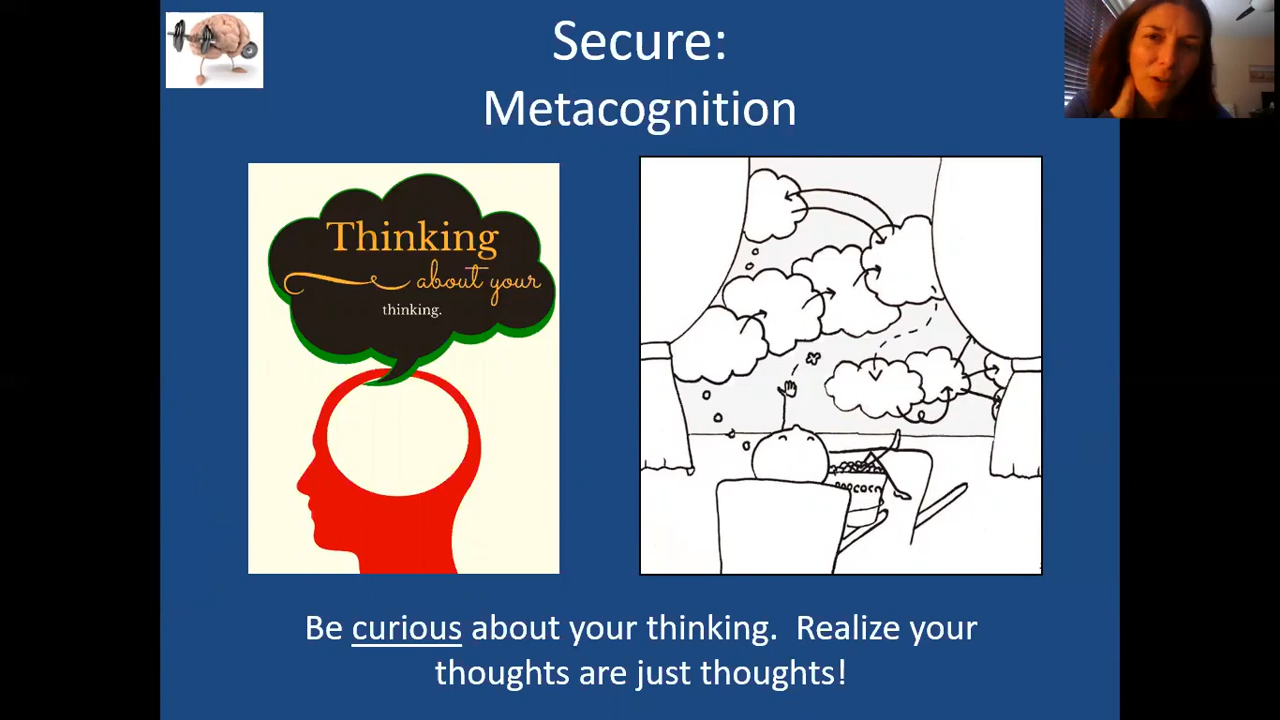 Secure:
Metacognition
Thinking
about your
thinking.
Be curious about your thinking. Realize your
thoughts are just thoughts!